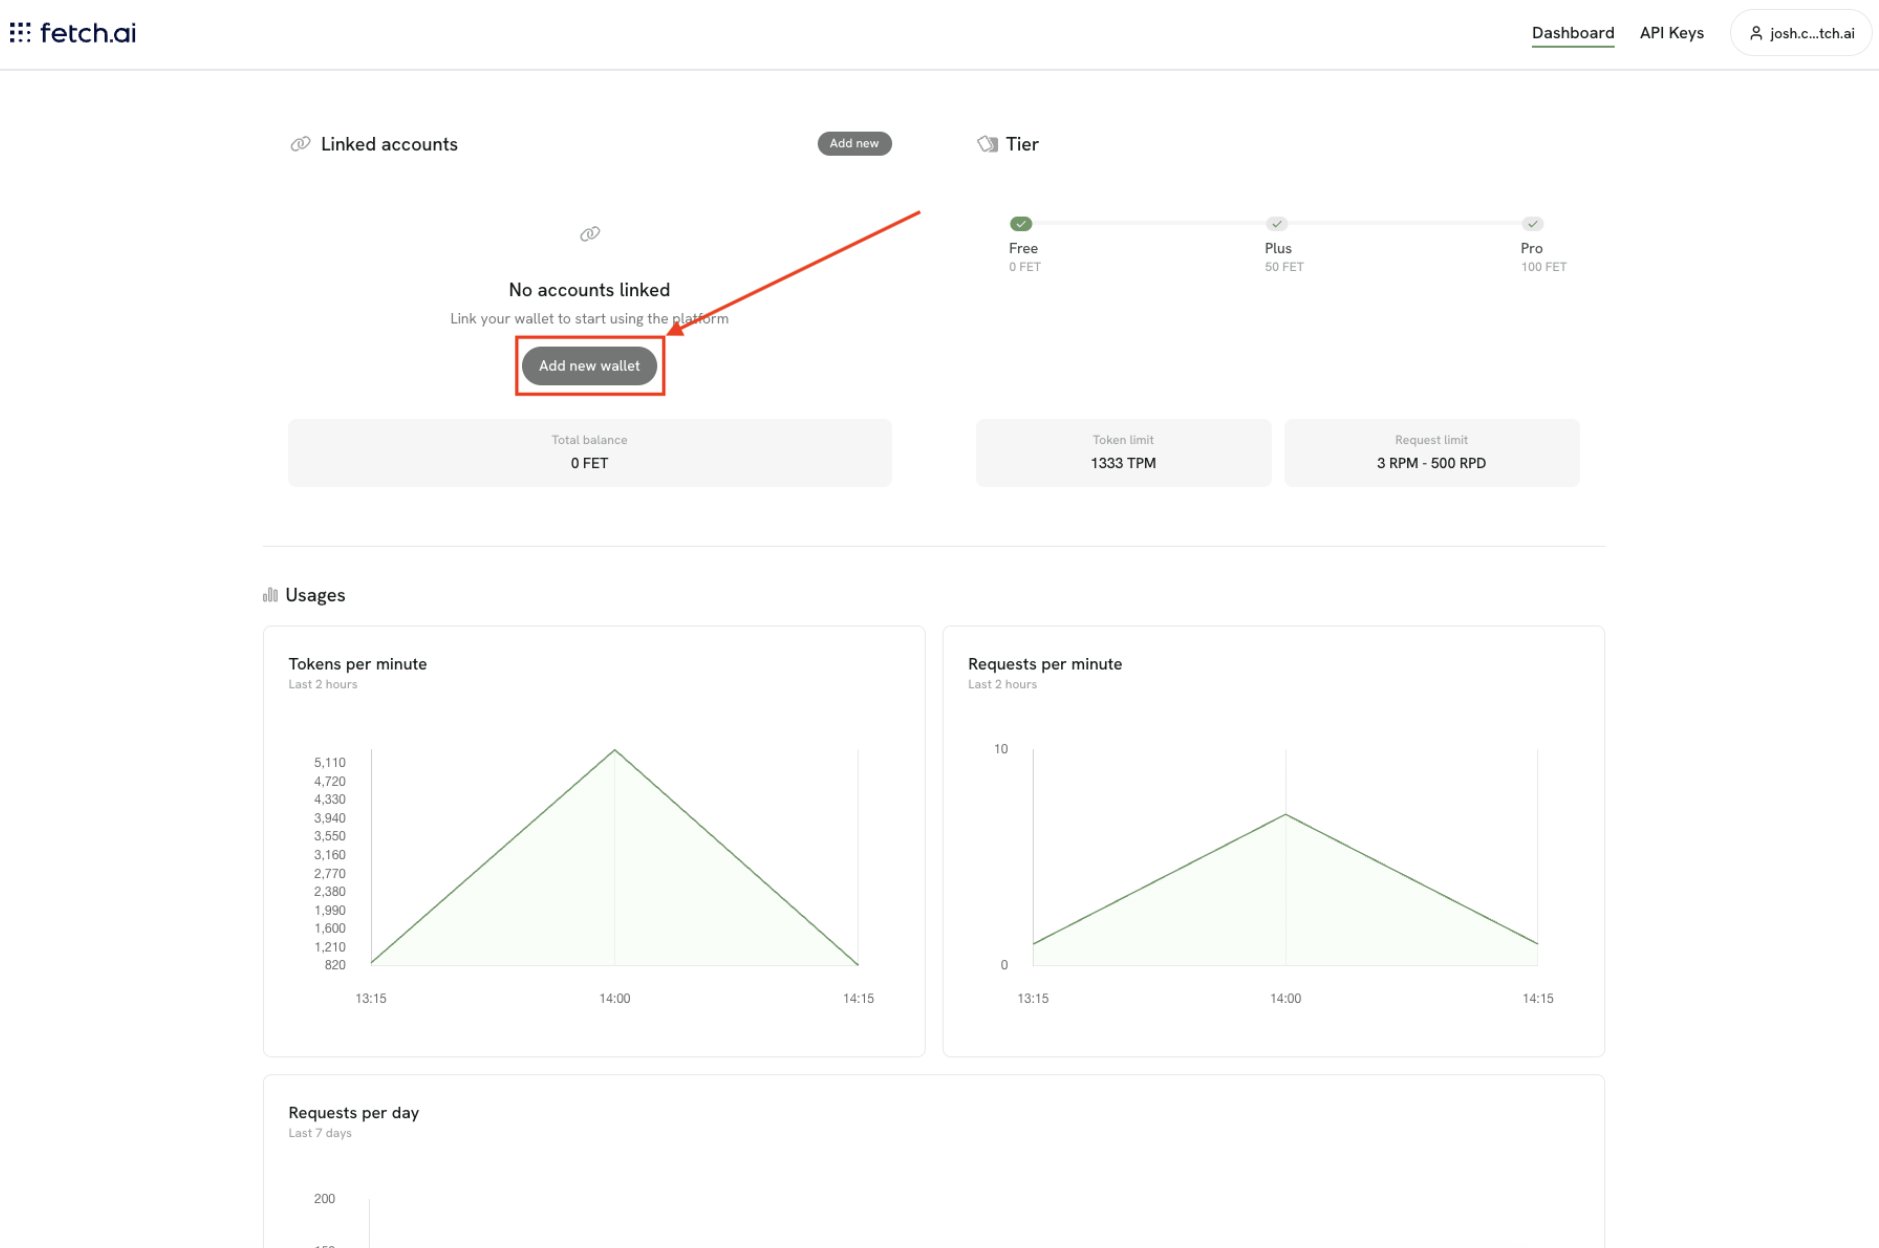 fetch.ai
Dashboard
API Keys
josh.c...tch.ai
Linked accounts
Add new
No accounts linked
Link your wallet to start using the platform
Add new wallet
Total balance
0 FET
Tier
Free
0 FET
Plus
50 FET
Pro
100 FET
Token limit
1333 TPM
Request limit
3 RPM - 500 RPD
Usages
Tokens per minute
Last 2 hours
5,110
4,720
4,330
3,940
3,550
3,160
2,770
2,380
1,990
1,600
1,210
820
13:15
14:00
14:15
Requests per minute
Last 2 hours
10
0
13:15
14:00
14:15
Requests per day
Last 7 days
200